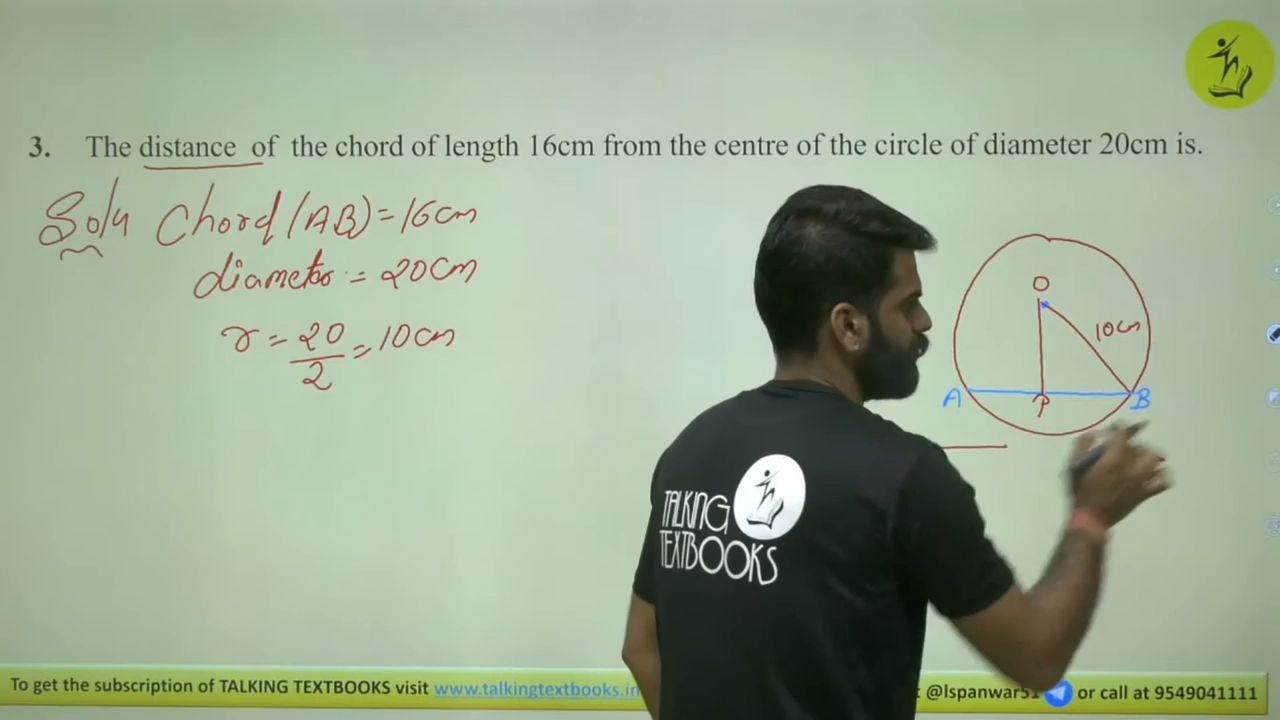 3. The distance of the chord of length 16cm from the centre of the circle of diameter 20cm is.
Soln Chord (AB) = 16cm
diameter = 20cm
r = 20/2 = 10cm
O
10cm
A P B
TALKING
TEXTBOOKS
To get the subscription of TALKING TEXTBOOKS visit www.talkingtextbooks.in @lspanwar51 or call at 9549041111